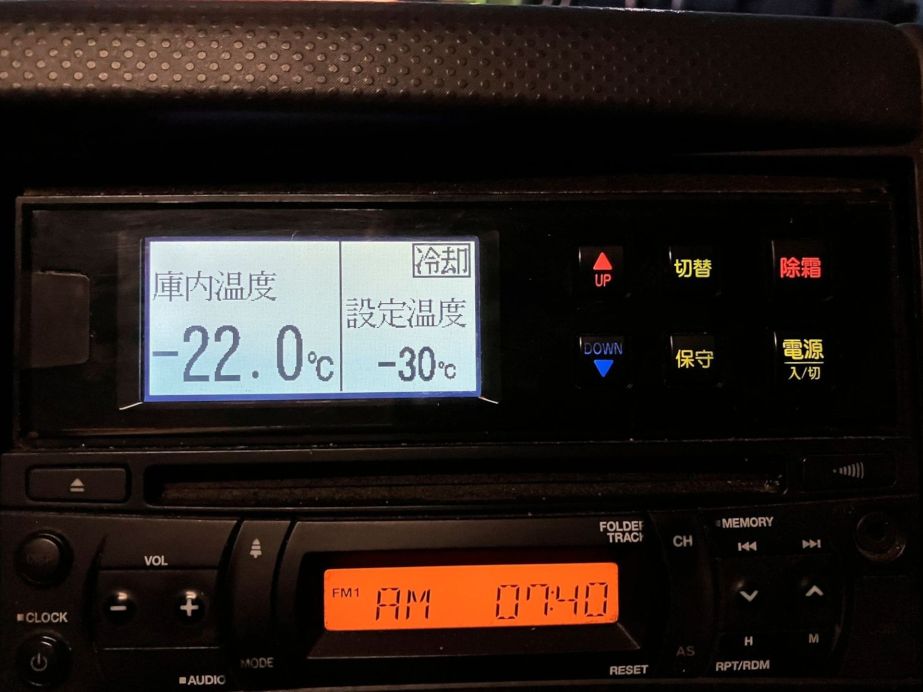 冷却
庫内温度
設定温度
-22.0℃
-30℃
UP
切替
除霜
DOWN
保守
電源
入/切
FOLDER
TRACK
CH
MEMORY
VOL
CLOCK
FM1
AM 07:40
MODE
AUDIO
RESET
AS
H
M
RPT/RDM